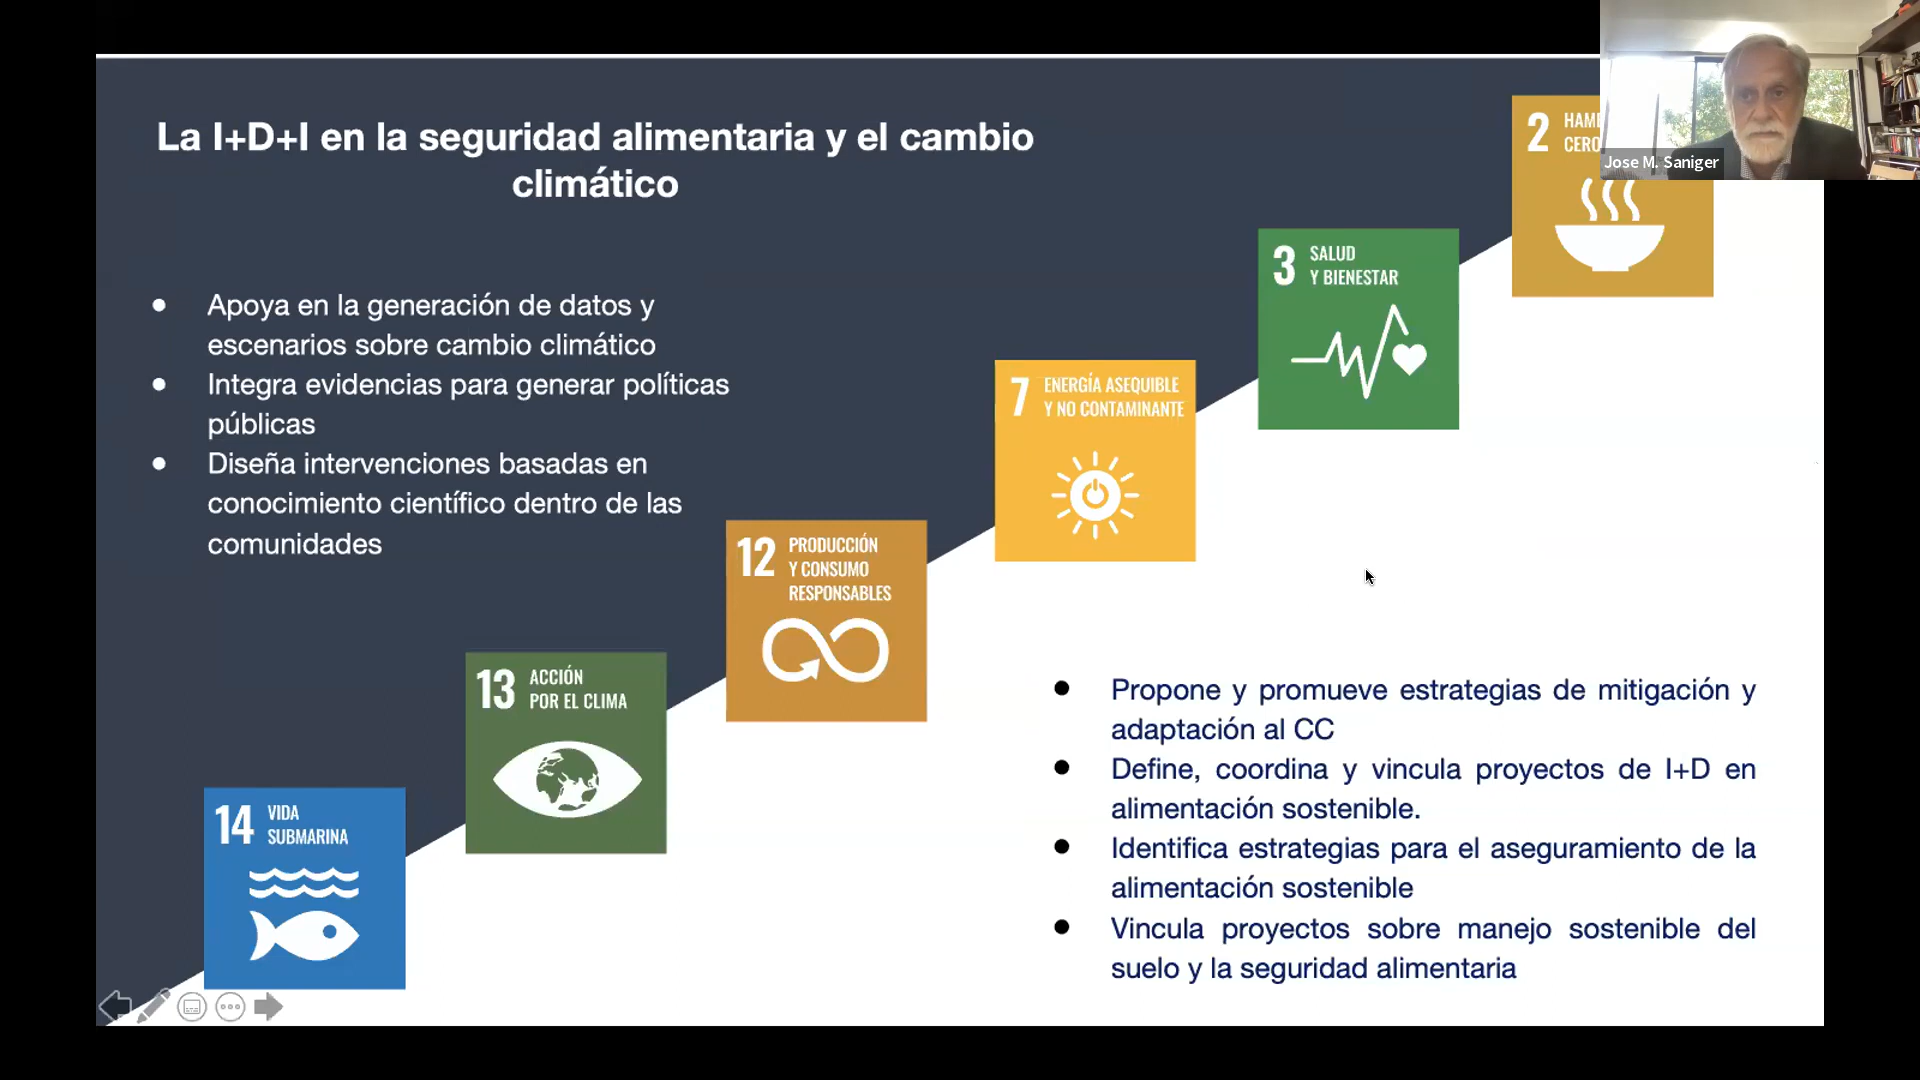 La I+D+I en la seguridad alimentaria y el cambio
climático
Jose M. Saniger
● Apoya en la generación de datos y
escenarios sobre cambio climático
● Integra evidencias para generar políticas
públicas
● Diseña intervenciones basadas en
conocimiento científico dentro de las
comunidades
2
CERO
3 SALUD
Y BIENESTAR
7 ENERGÍA ASEQUIBLE
Y NO CONTAMINANTE
12 PRODUCCIÓN
Y CONSUMO
RESPONSABLES
13 ACCIÓN
POR EL CLIMA
14 VIDA
SUBMARINA
● Propone y promueve estrategias de mitigación y
adaptación al CC
● Define, coordina y vincula proyectos de I+D en
alimentación sostenible.
● Identifica estrategias para el aseguramiento de la
alimentación sostenible
● Vincula proyectos sobre manejo sostenible del
suelo y la seguridad alimentaria